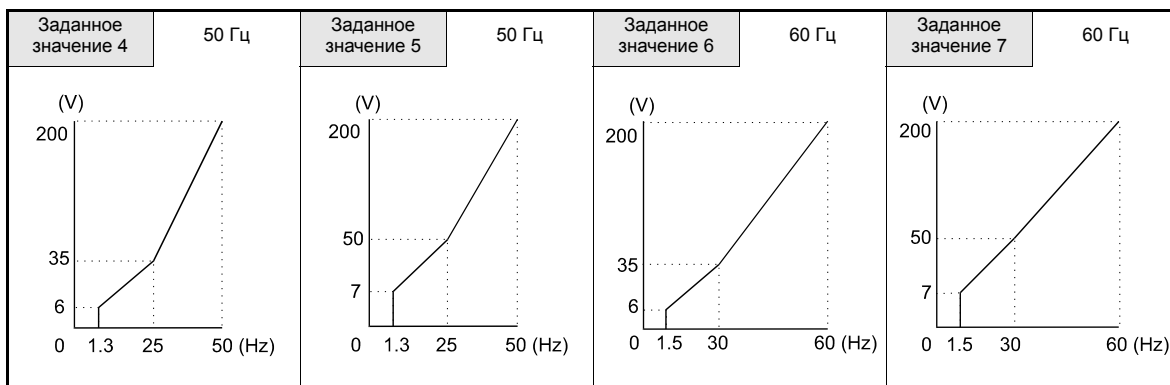 Заданное
значение 4
50 Гц
(V)
200
35
6
0 1.3 25 50 (Hz)
Заданное
значение 5
50 Гц
(V)
200
50
7
0 1.3 25 50 (Hz)
Заданное
значение 6
60 Гц
(V)
200
35
6
0 1.5 30 60 (Hz)
Заданное
значение 7
60 Гц
(V)
200
50
7
0 1.5 30 60 (Hz)